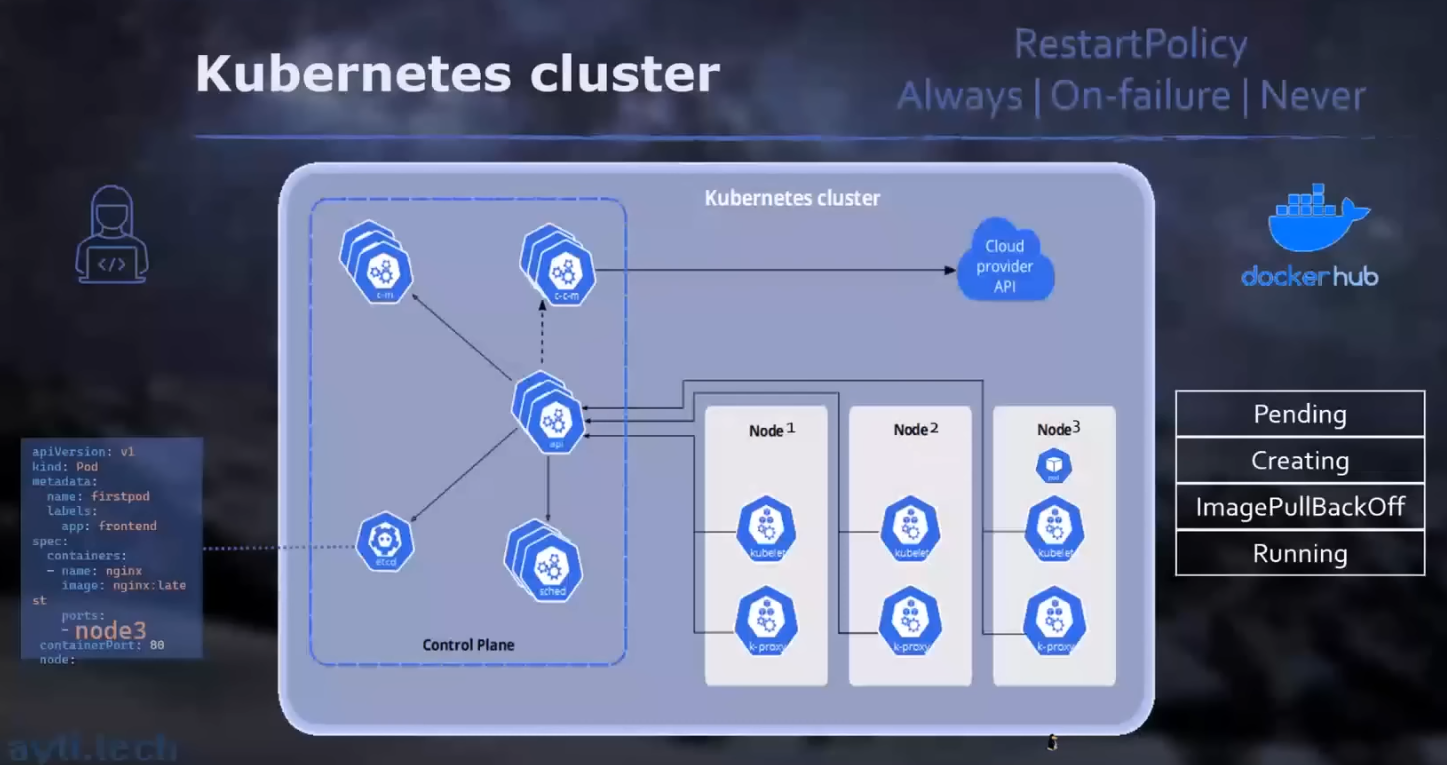 Kubernetes cluster
RestartPolicy
Always | On-failure | Never
Kubernetes cluster
c-m
c-c-m
Cloud
provider
API
dockerhub
api
etcd
sched
Control Plane
Node 1
kubelet
k-proxy
Node 2
kubelet
k-proxy
Node 3
pod
kubelet
k-proxy
Pending
Creating
ImagePullBackOff
Running
apiVersion: v1
kind: Pod
metadata:
name: firstpod
labels:
app: frontend
spec:
containers:
- name: nginx
image: nginx:late
st
ports:
- node3
containerPort: 80
node:
ayti.tech